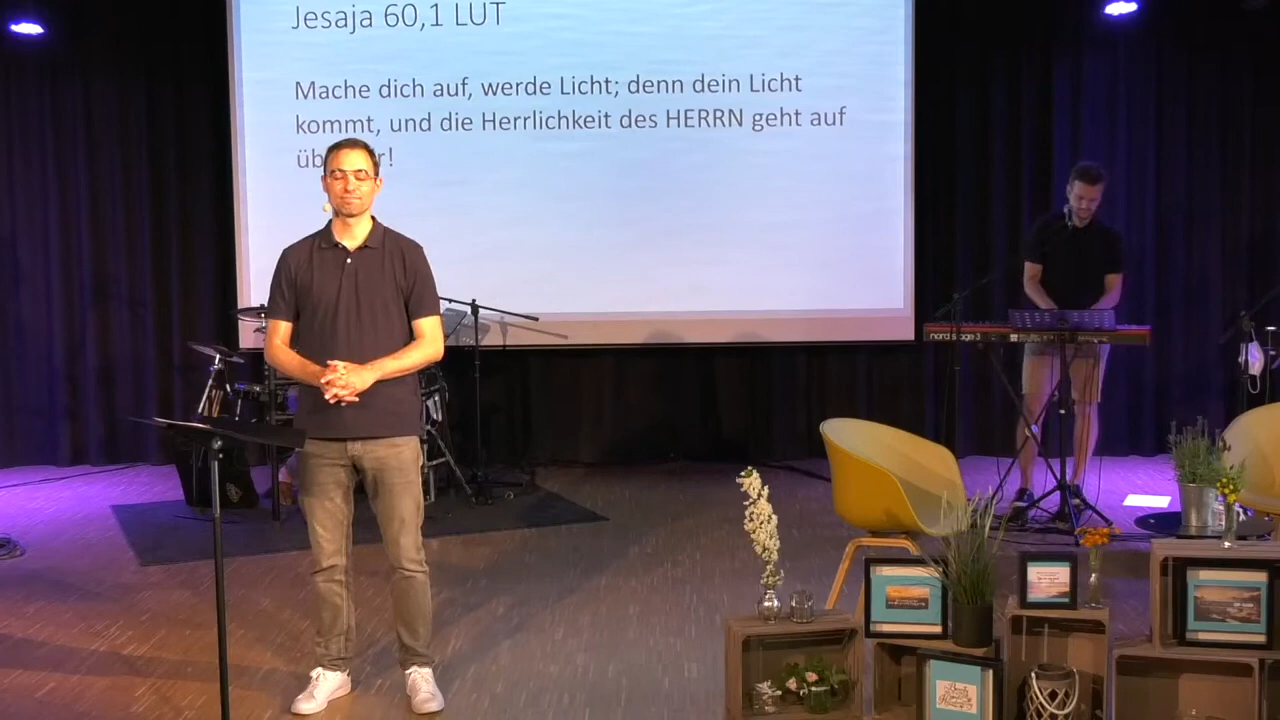 Jesaja 60,1 LUT
Mache dich auf, werde Licht; denn dein Licht
kommt, und die Herrlichkeit des HERRN geht auf
nord stage 3